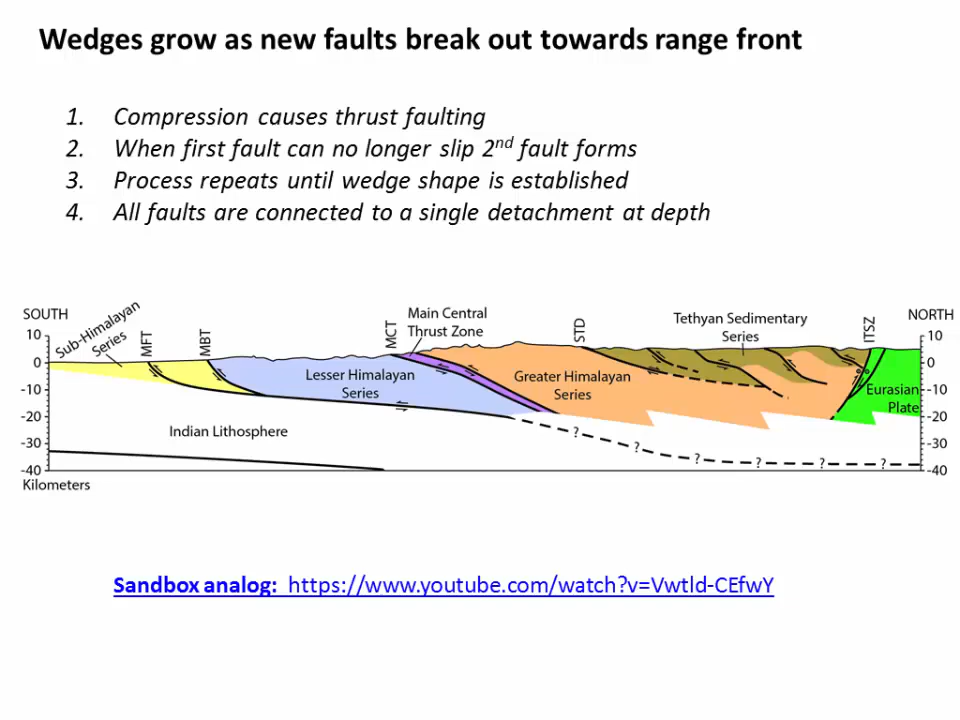 Wedges grow as new faults break out towards range front
1. Compression causes thrust faulting
2. When first fault can no longer slip 2nd fault forms
3. Process repeats until wedge shape is established
4. All faults are connected to a single detachment at depth
SOUTH
NORTH
Sub-Himalayan
Series
MFT
MBT
MCT
Main Central
Thrust Zone
STD
Tethyan Sedimentary
Series
ITSZ
10
0
-10
-20
-30
-40
Kilometers
Lesser Himalayan
Series
Greater Himalayan
Series
Eurasian
Plate
Indian Lithosphere
? ? ? ? ? ?
10
0
-10
-20
-30
-40
Sandbox analog: https://www.youtube.com/watch?v=Vwtld-CEfwY